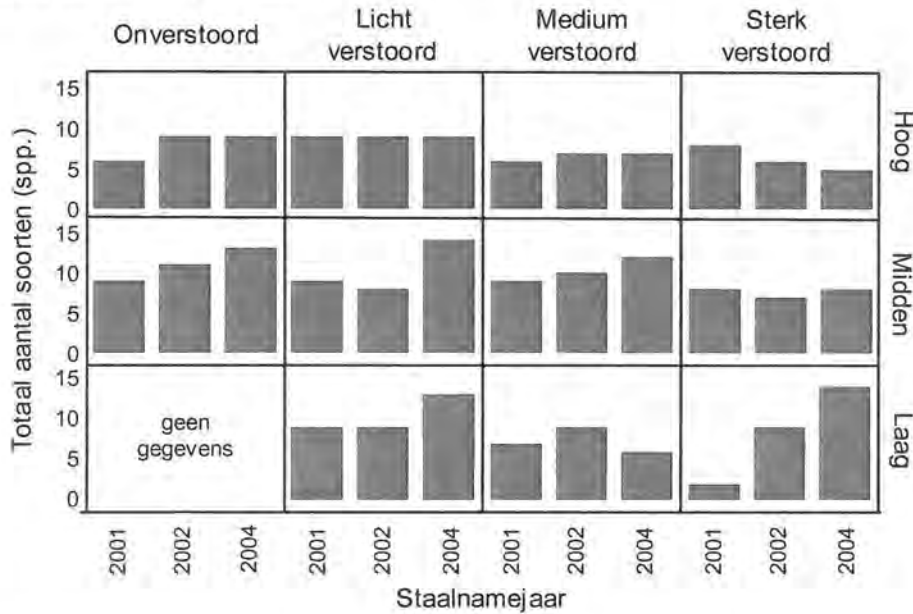 Onverstoord
Licht
verstoord
Medium
verstoord
Sterk
verstoord
Totaal aantal soorten (spp.)
15
10
5
0
Hoog
15
10
5
0
Midden
15
10
5
0
geen
gegevens
Laag
2001 2002 2004 2001 2002 2004 2001 2002 2004 2001 2002 2004
Staalnamejaar